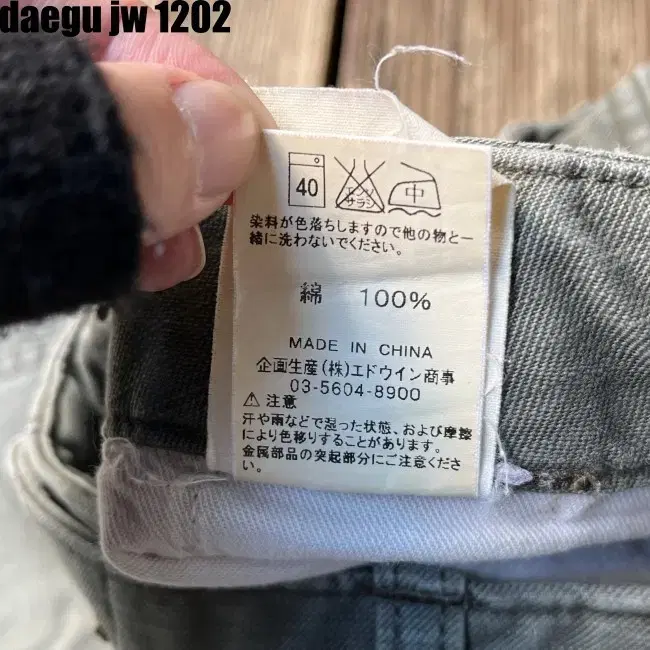 daegu jw 1202
40
エンソ
サラシ
中
染料が色落ちしますので他の物と一
緒に洗わないでください。
綿 100%
MADE IN CHINA
企画生産(株)エドウイン商事
03-5604-8900
⚠ 注意
汗や雨などで混った状態、および摩擦
により色移りすることがあります。
金属部品の突起部分にご注意くださ
い。